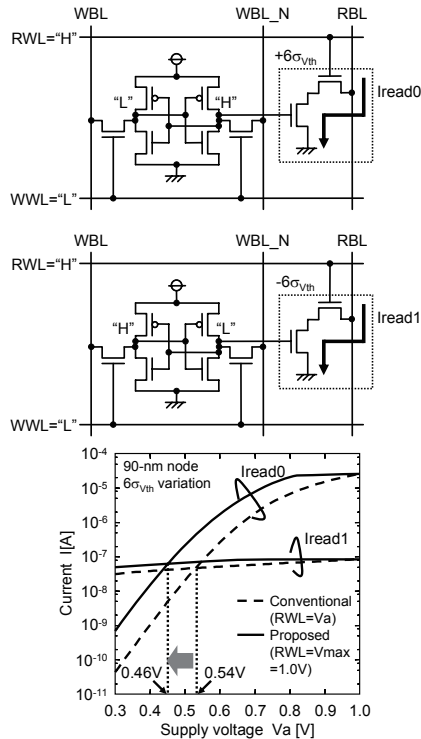 WBL WBL_N RBL
RWL="H"
+6σVth
"L" "H"
Iread0
WWL="L"
WBL WBL_N RBL
RWL="H"
-6σVth
"H" "L"
Iread1
WWL="L"
10-4
90-nm node
6σVth variation
Iread0
10-5
10-6
Iread1
10-7
10-8
Conventional
(RWL=Va)
10-9
Proposed
(RWL=Vmax
=1.0V)
10-10
0.46V 0.54V
10-11
Current I[A]
0.3 0.4 0.5 0.6 0.7 0.8 0.9 1.0
Supply voltage Va [V]